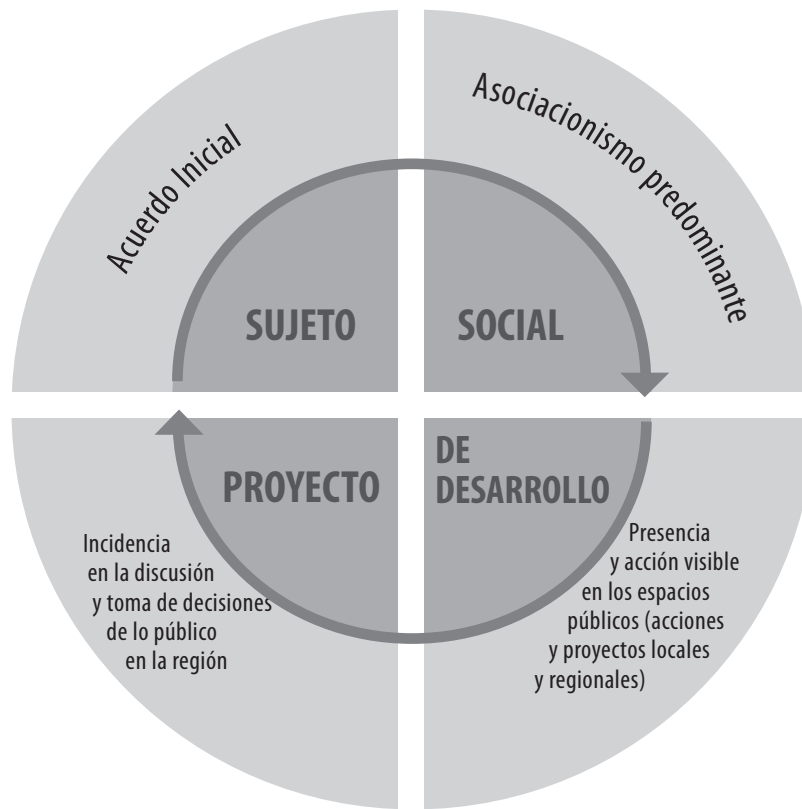 Acuerdo Inicial
Asociacionismo predominante
SUJETO
SOCIAL
PROYECTO
DE
DESARROLLO
Incidencia
en la discusión
y toma de decisiones
de lo público
en la región
Presencia
y acción visible
en los espacios
públicos (acciones
y proyectos locales
y regionales)